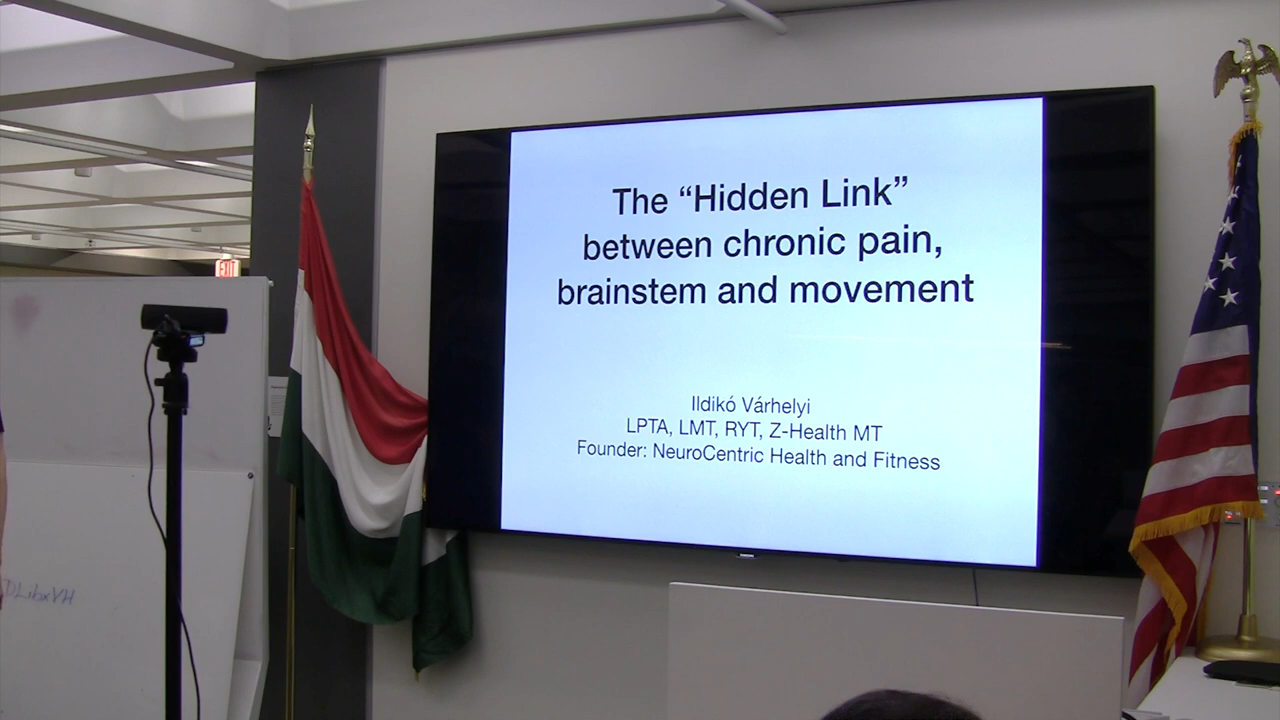 The “Hidden Link”
between chronic pain,
brainstem and movement
Ildikó Várhelyi
LPTA, LMT, RYT, Z-Health MT
Founder: NeuroCentric Health and Fitness
EXIT
SAMSUNG